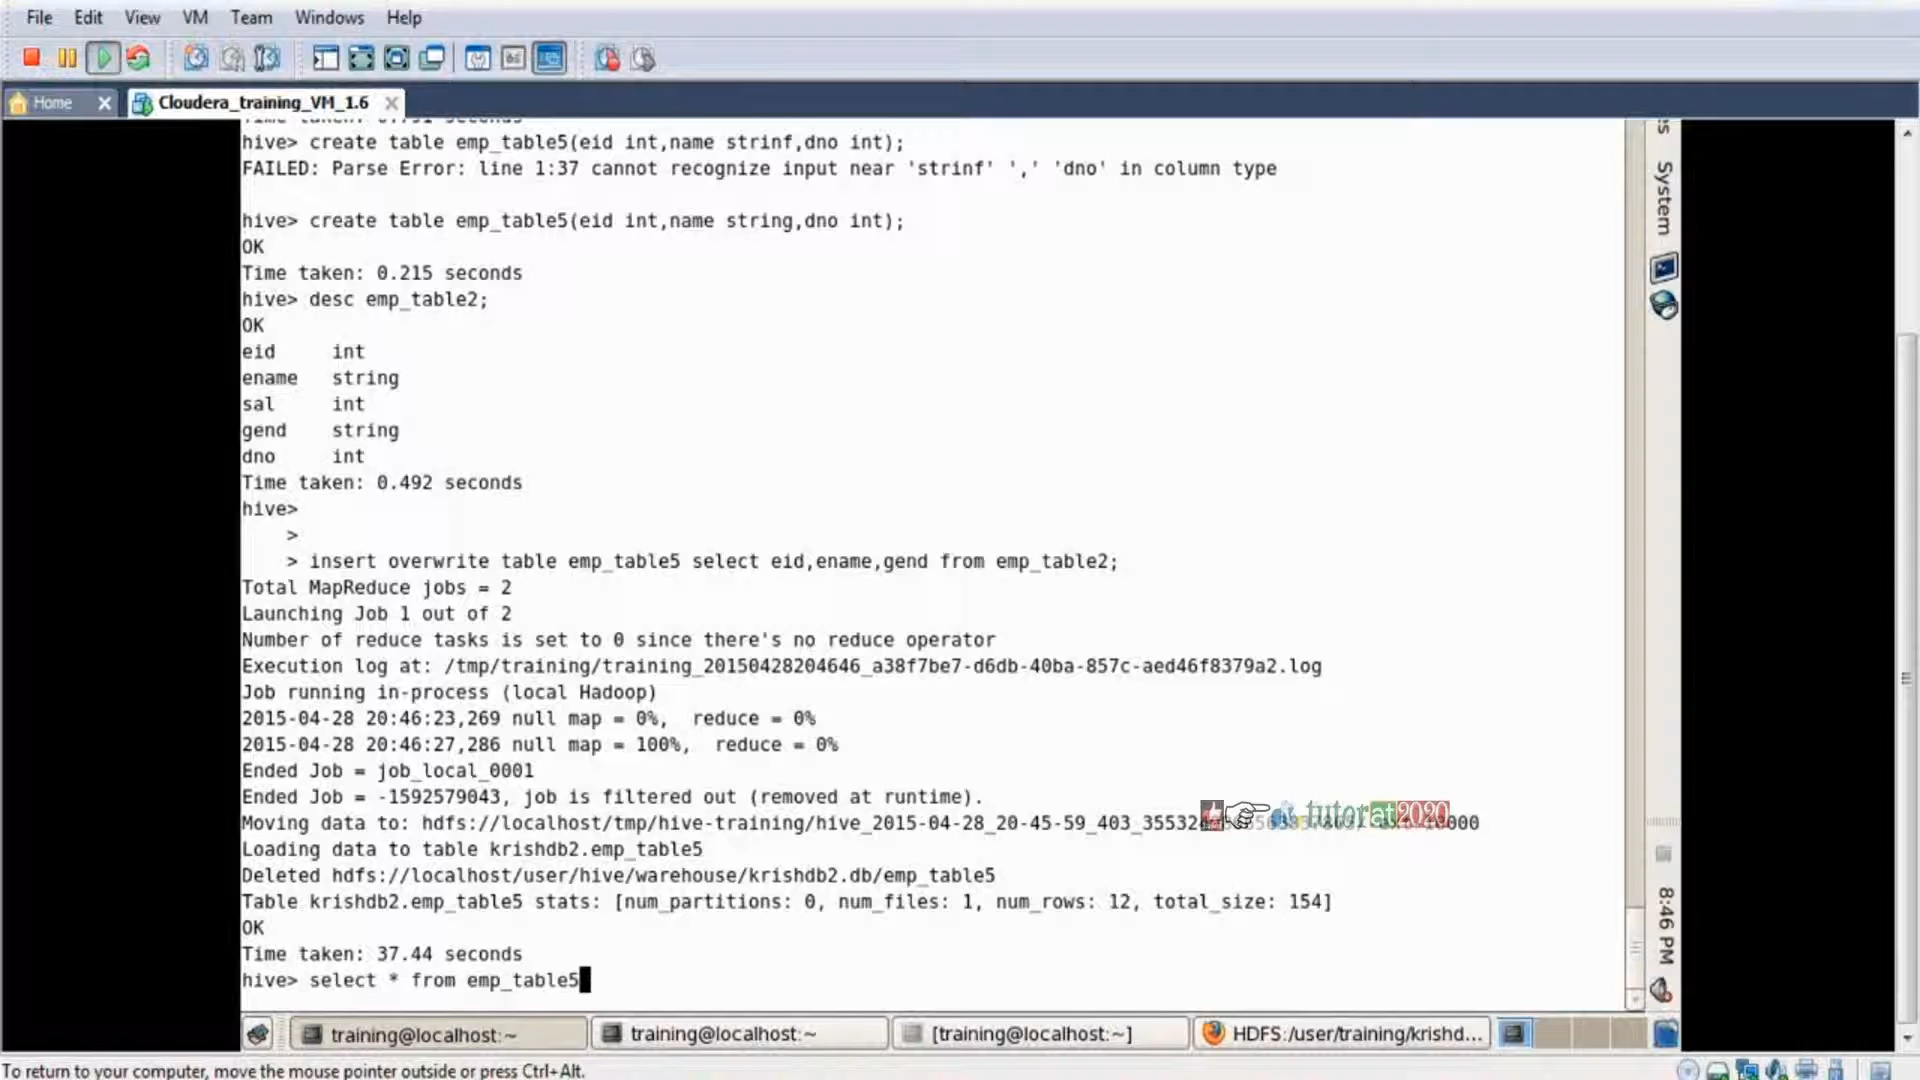 File Edit View VM Team Windows Help
Home Cloudera_training_VM_1.6
hive> create table emp_table5(eid int,name strinf,dno int);
FAILED: Parse Error: line 1:37 cannot recognize input near 'strinf' ',' 'dno' in column type
hive> create table emp_table5(eid int,name string,dno int);
OK
Time taken: 0.215 seconds
hive> desc emp_table2;
OK
eid int
ename string
sal int
gend string
dno int
Time taken: 0.492 seconds
hive>
>
> insert overwrite table emp_table5 select eid,ename,gend from emp_table2;
Total MapReduce jobs = 2
Launching Job 1 out of 2
Number of reduce tasks is set to 0 since there's no reduce operator
Execution log at: /tmp/training/training_20150428204646_a38f7be7-d6db-40ba-857c-aed46f8379a2.log
Job running in-process (local Hadoop)
2015-04-28 20:46:23,269 null map = 0%, reduce = 0%
2015-04-28 20:46:27,286 null map = 100%, reduce = 0%
Ended Job = job_local_0001
Ended Job = -1592579043, job is filtered out (removed at runtime).
tutorat2020
Moving data to:
Loading data to table krishdb2.emp_table5
Deleted hdfs://localhost/user/hive/warehouse/krishdb2.db/emp_table5
Table krishdb2.emp_table5 stats: [num_partitions: 0, num_files: 1, num_rows: 12, total_size: 154]
OK
Time taken: 37.44 seconds
hive> select * from emp_table5
System
8:46 PM
training@localhost:~ training@localhost:~ [training@localhost:~] HDFS:/user/training/krishd...
To return to your computer, move the mouse pointer outside or press Ctrl+Alt.